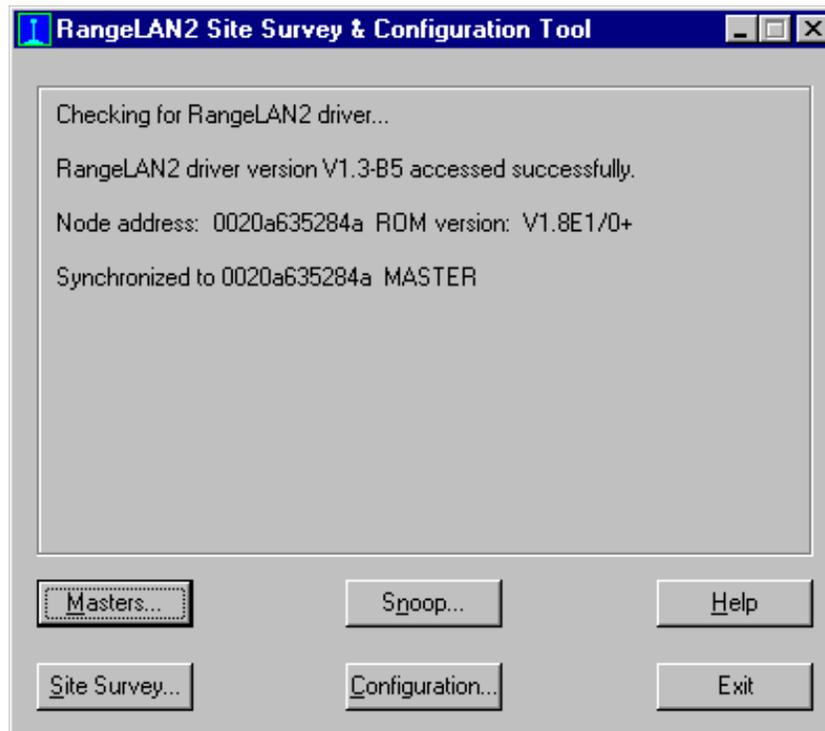 RangeLAN2 Site Survey & Configuration Tool
Checking for RangeLAN2 driver...
RangeLAN2 driver version V1.3-B5 accessed successfully.
Node address:  0020a635284a  ROM version:  V1.8E1/0+
Synchronized to 0020a635284a  MASTER
Masters... Snoop... Help
Site Survey... Configuration... Exit